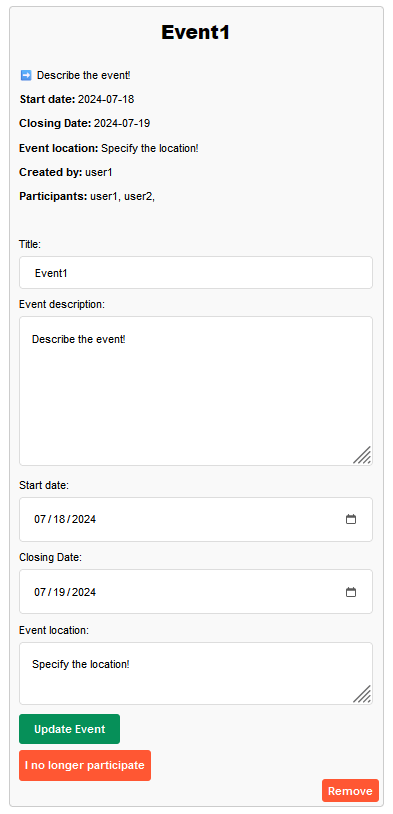 Event1
➡️ Describe the event!
Start date: 2024-07-18
Closing Date: 2024-07-19
Event location: Specify the location!
Created by: user1
Participants: user1, user2,
Title:
Event1
Event description:
Describe the event!
Start date:
07/18/2024
Closing Date:
07/19/2024
Event location:
Specify the location!
Update Event
I no longer participate
Remove